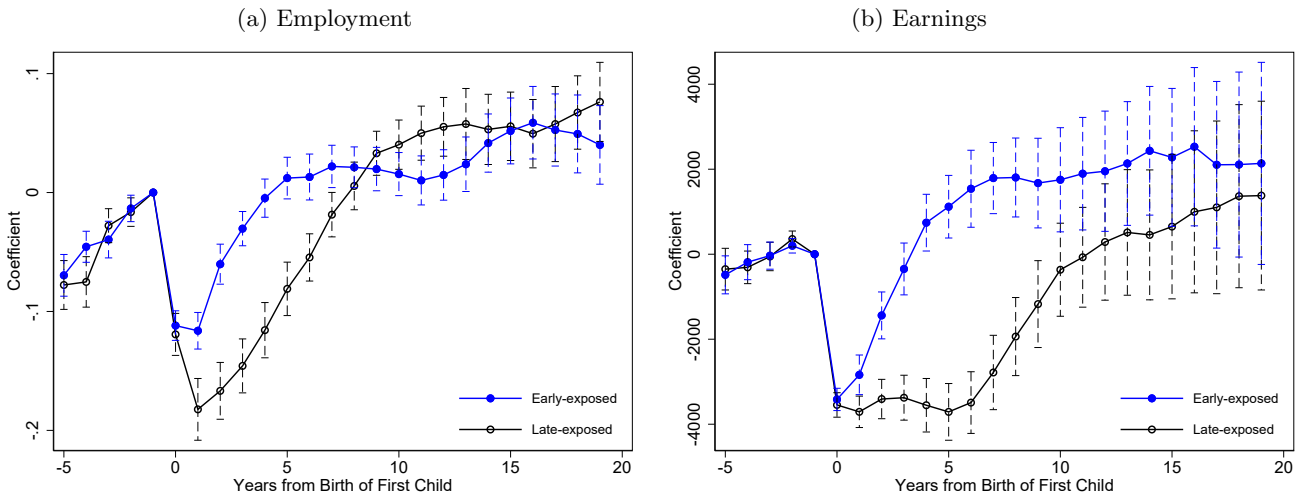 (a) Employment
Coefficient
.1
0
-.1
-.2
-5
0
5
10
15
20
Early-exposed
Late-exposed
Years from Birth of First Child
(b) Earnings
Coefficient
4000
2000
0
-2000
-4000
-5
0
5
10
15
20
Early-exposed
Late-exposed
Years from Birth of First Child